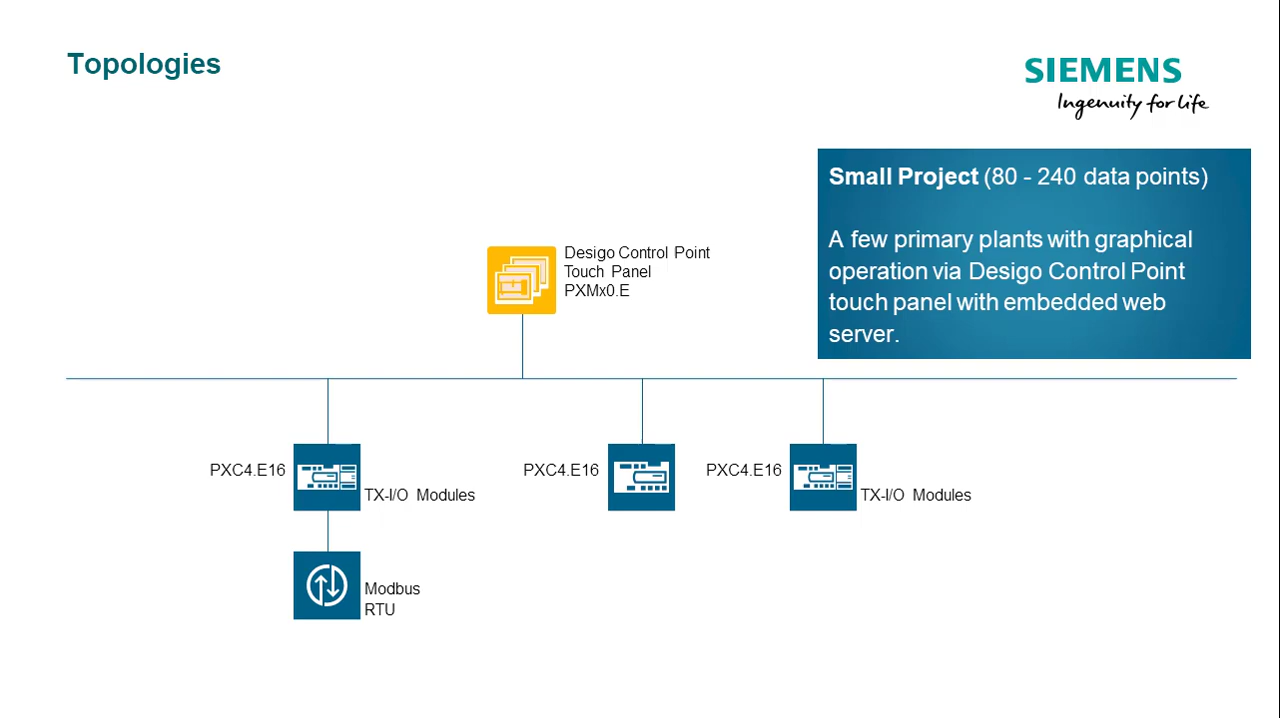 Topologies
SIEMENS
Ingenuity for life
Small Project (80 - 240 data points)
A few primary plants with graphical
operation via Desigo Control Point
touch panel with embedded web
server.
Desigo Control Point
Touch Panel
PXMx0.E
PXC4.E16
TX-I/O Modules
PXC4.E16
PXC4.E16
TX-I/O Modules
Modbus
RTU